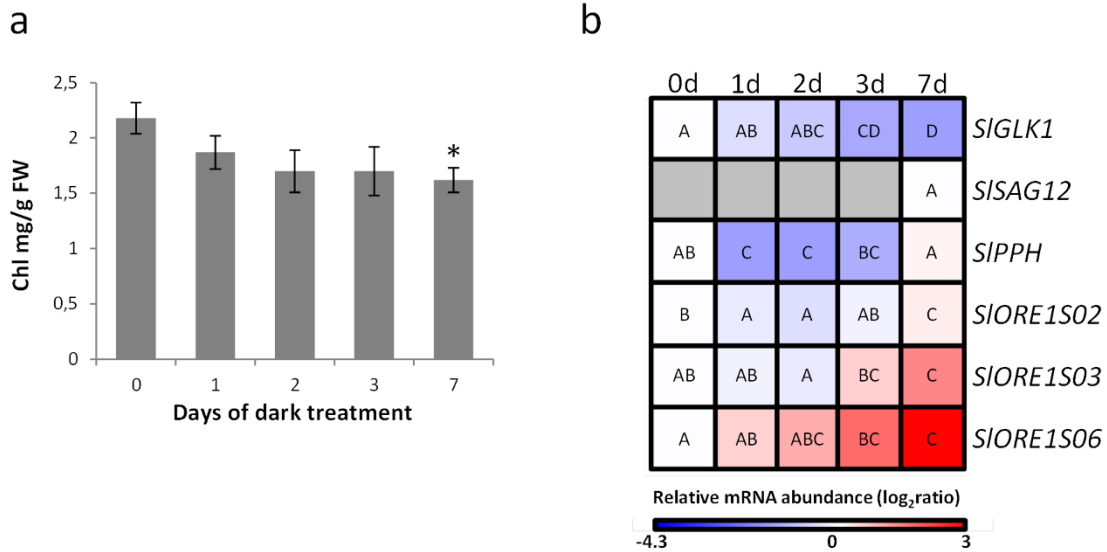 a
b
2,5
2
1,5
1
0,5
0
Chl mg/g FW
*
0 1 2 3 7
Days of dark treatment
0d 1d 2d 3d 7d
A AB ABC CD D SlGLK1
A SlSAG12
AB C C BC A SlPPH
B A A AB C SlORE1S02
AB AB A BC C SlORE1S03
A AB ABC BC C SlORE1S06
Relative mRNA abundance (log₂ratio)
-4.3 0 3